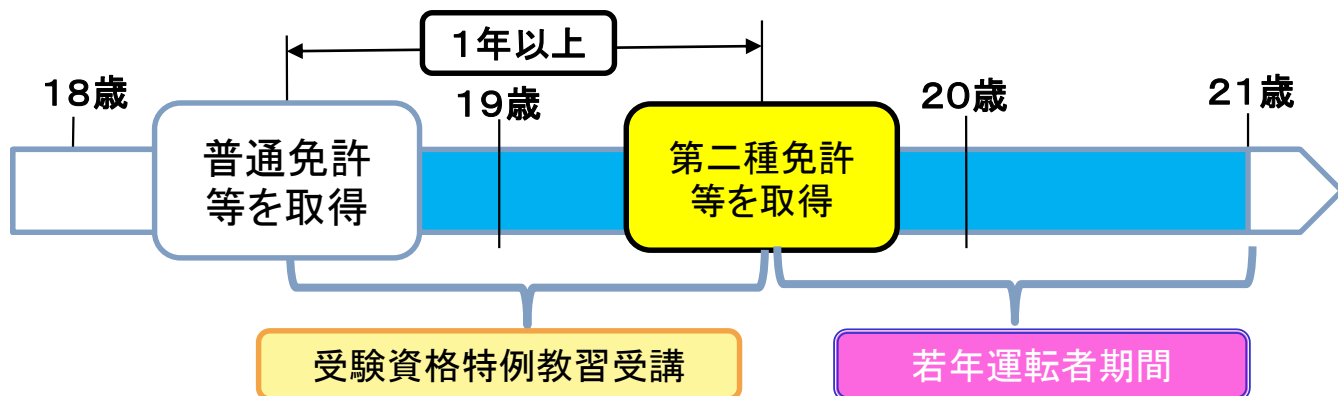 1年以上
18歳
19歳
20歳
21歳
普通免許
等を取得
第二種免許
等を取得
受験資格特例教習受講
若年運転者期間